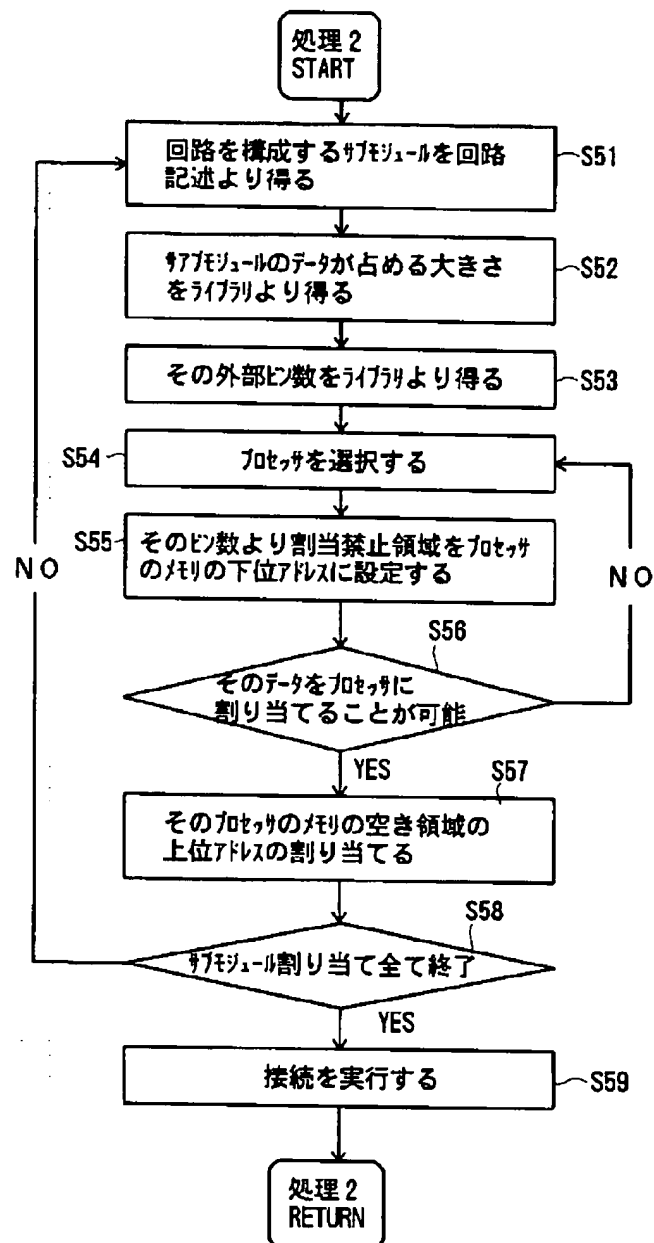 処理2
START
回路を構成するサブモジュールを回路
記述より得る
S51
サアブモジュールのデータが占める大きさ
をライブラリより得る
S52
その外部ピン数をライブラリより得る
S53
S54
プロセッサを選択する
S55
そのピン数より割当禁止領域をプロセッサ
のメモリの下位アドレスに設定する
NO
NO
S56
そのデータをプロセッサに
割り当てることが可能
YES
S57
そのプロセッサのメモリの空き領域の
上位アドレスの割り当てる
S58
サブモジュール割り当て全て終了
YES
接続を実行する
S59
処理2
RETURN